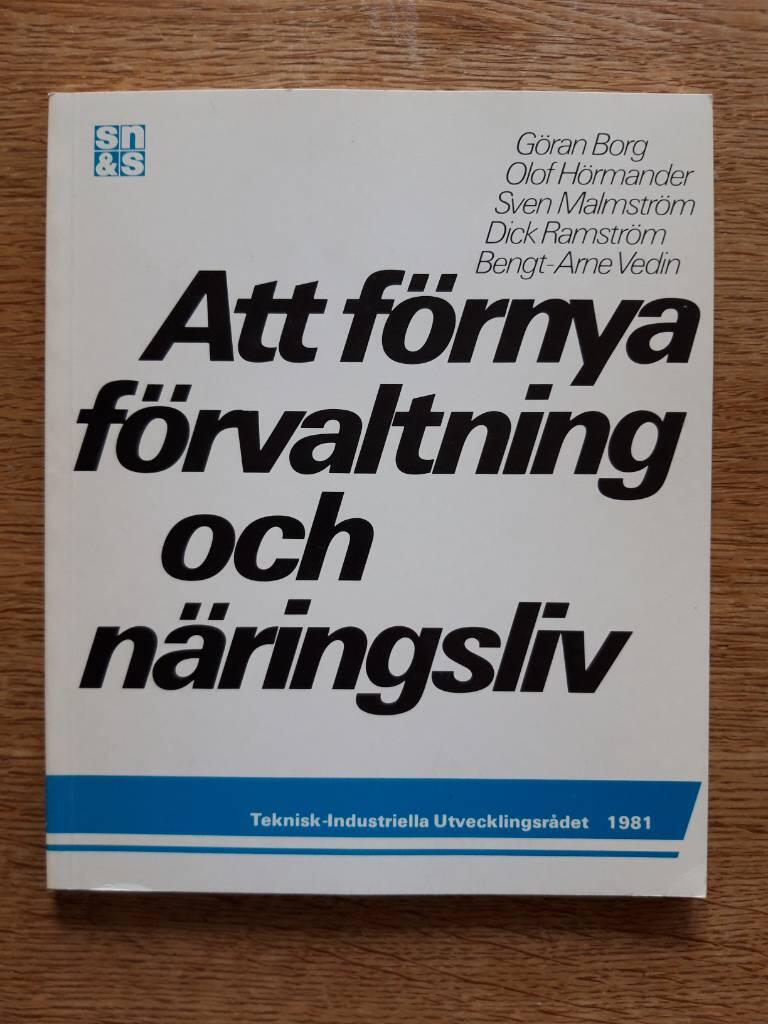 sn
&s
Göran Borg
Olof Hörmander
Sven Malmström
Dick Ramström
Bengt-Arne Vedin
Att förnya
förvaltning
och
näringsliv
Teknisk-Industriella Utvecklingsrådet 1981